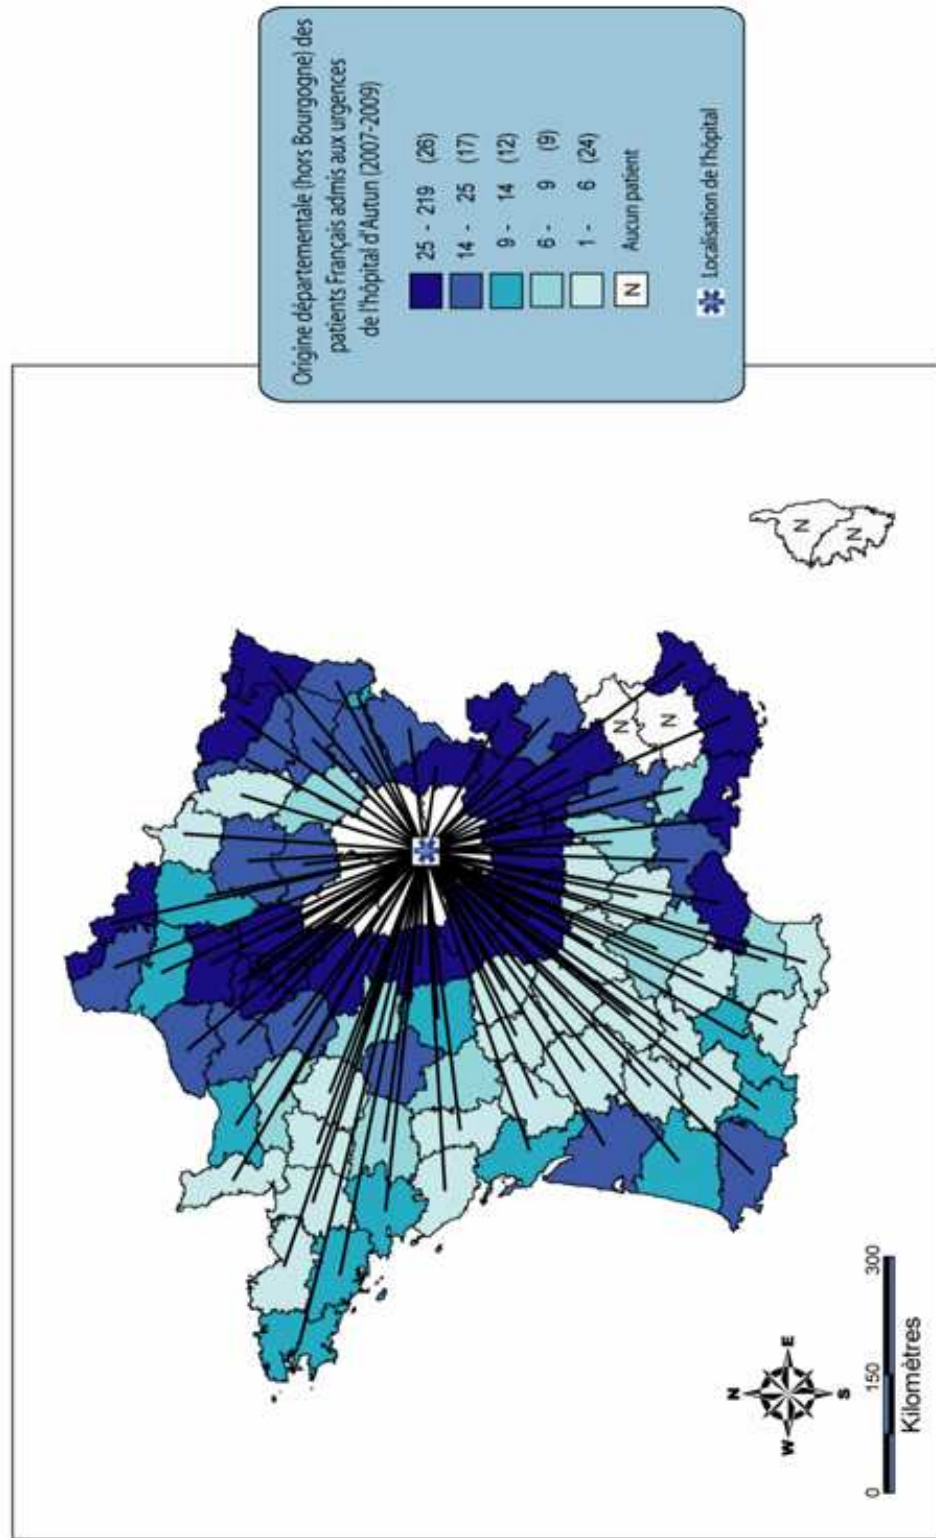 Origine départementale (hors Bourgogne) des
patients Français admis aux urgences
de l'hôpital d'Autun (2007-2009)
25 - 219 (26)
14 - 25 (17)
9 - 14 (12)
6 - 9 (9)
1 - 6 (24)
N Aucun patient
Localisation de l'hôpital
N
N
N
N
N
W
E
S
0 150 300
Kilomètres